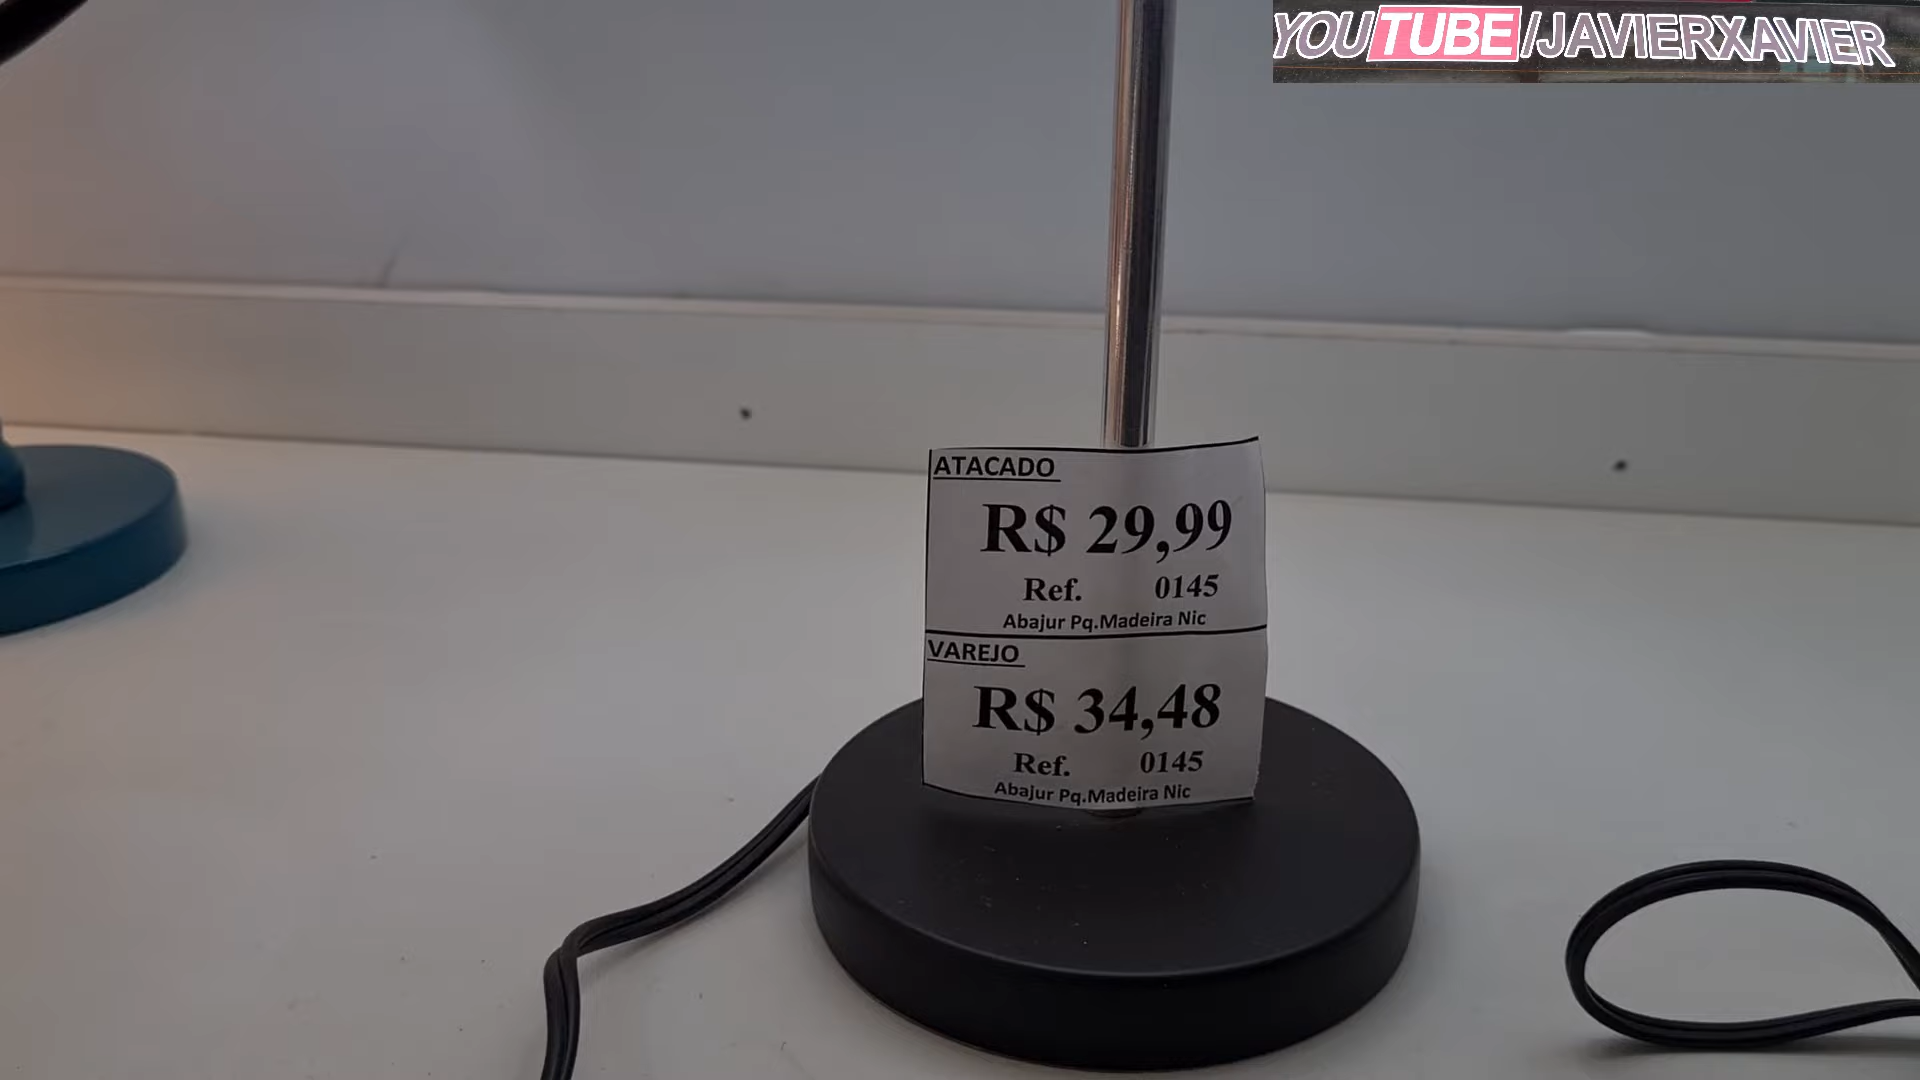 YOUTUBE/JAVIERXAVIER
ATACADO
R$ 29,99
Ref. 0145
Abajur Pq.Madeira Nic
VAREJO
R$ 34,48
Ref. 0145
Abajur Pq.Madeira Nic